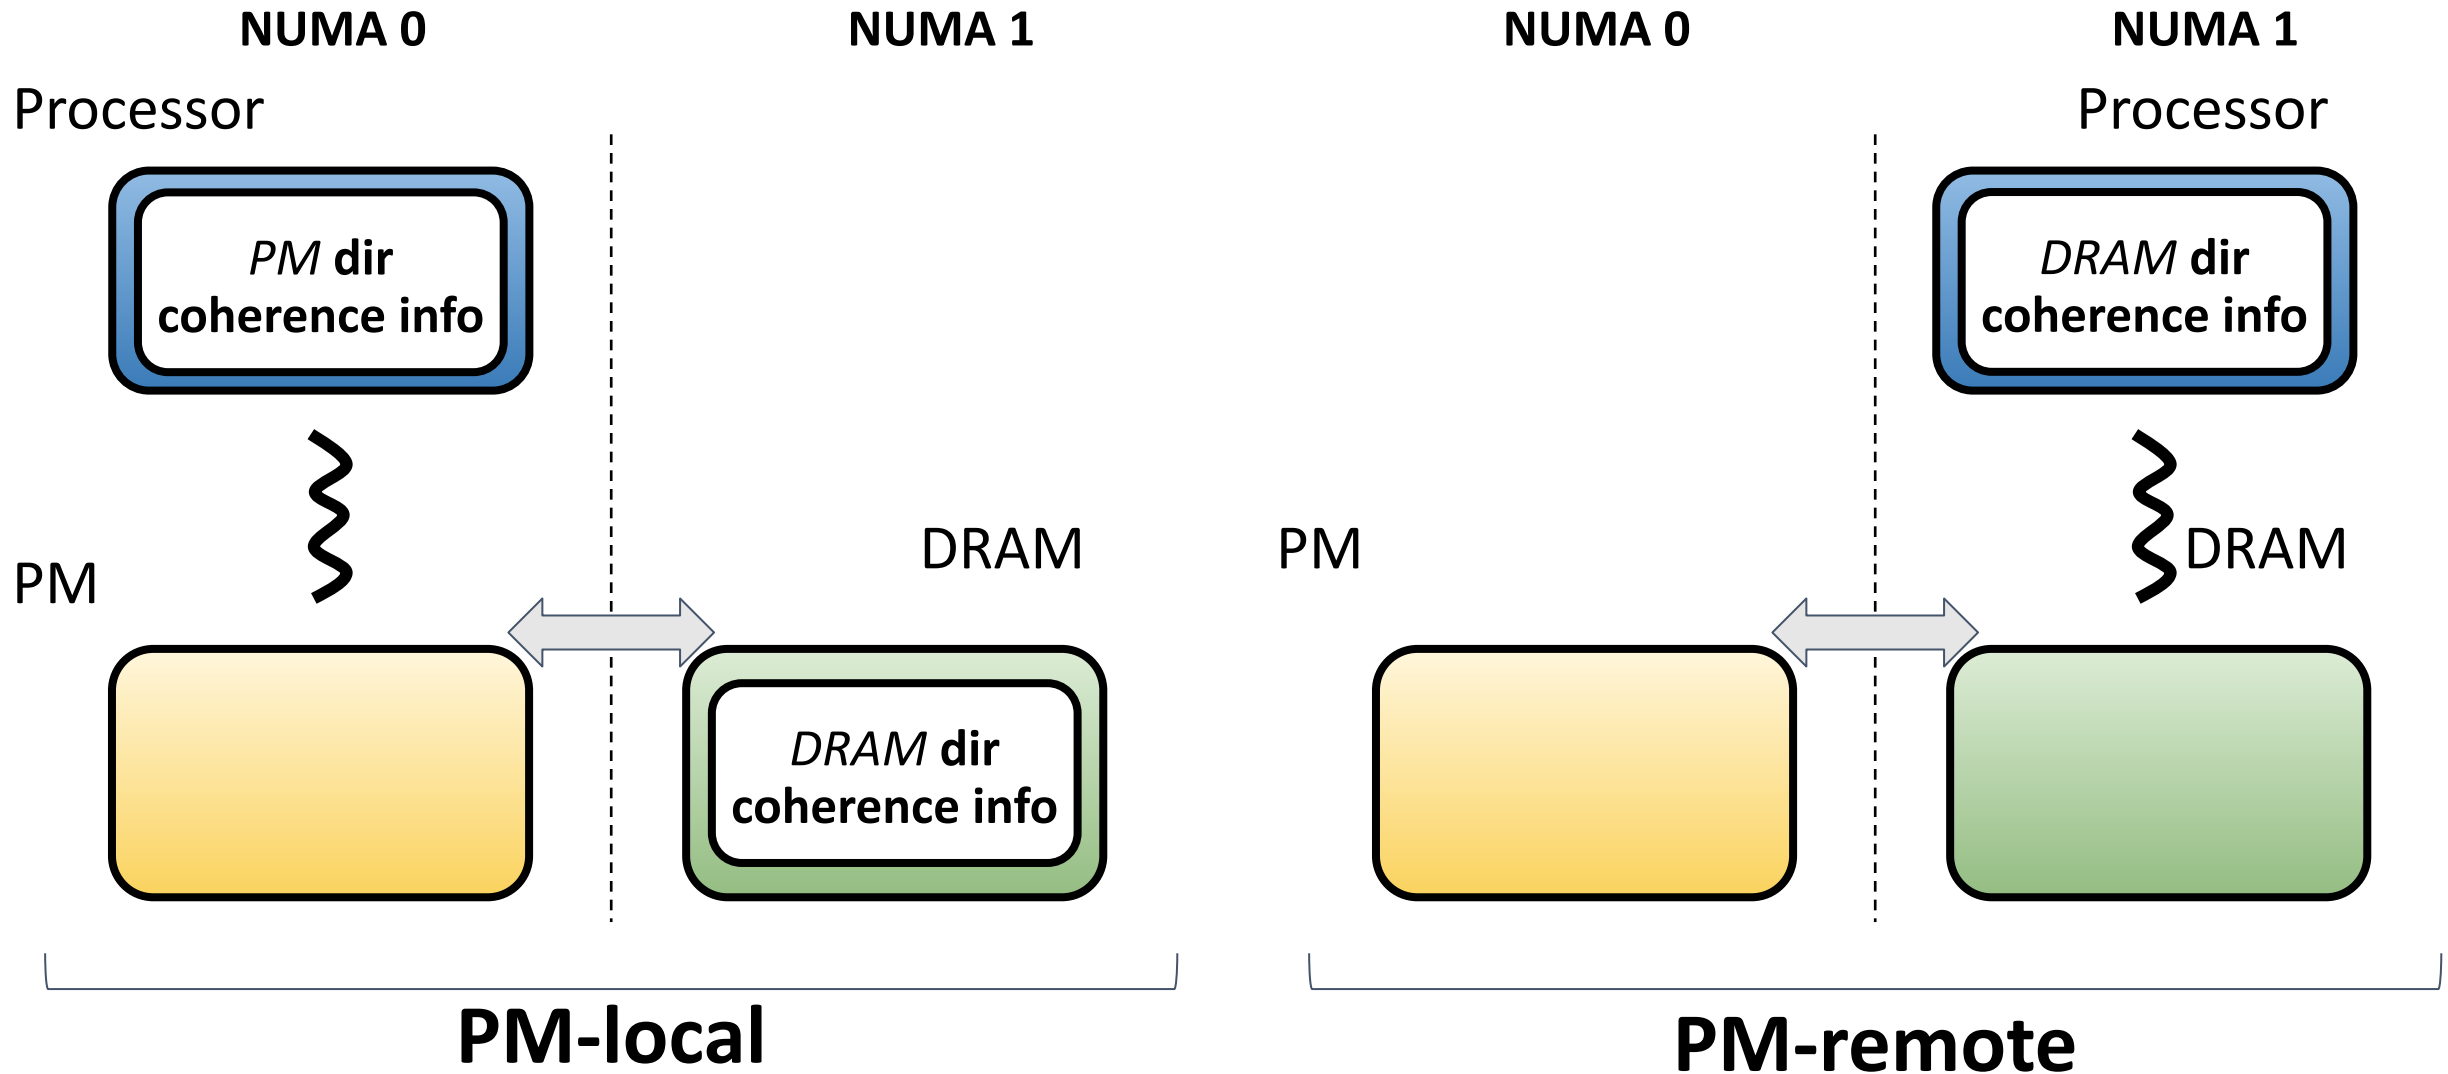 NUMA 0
NUMA 1
NUMA 0
NUMA 1
Processor
Processor
PM dir
coherence info
DRAM dir
coherence info
PM
DRAM
PM
DRAM
DRAM dir
coherence info
PM-local
PM-remote